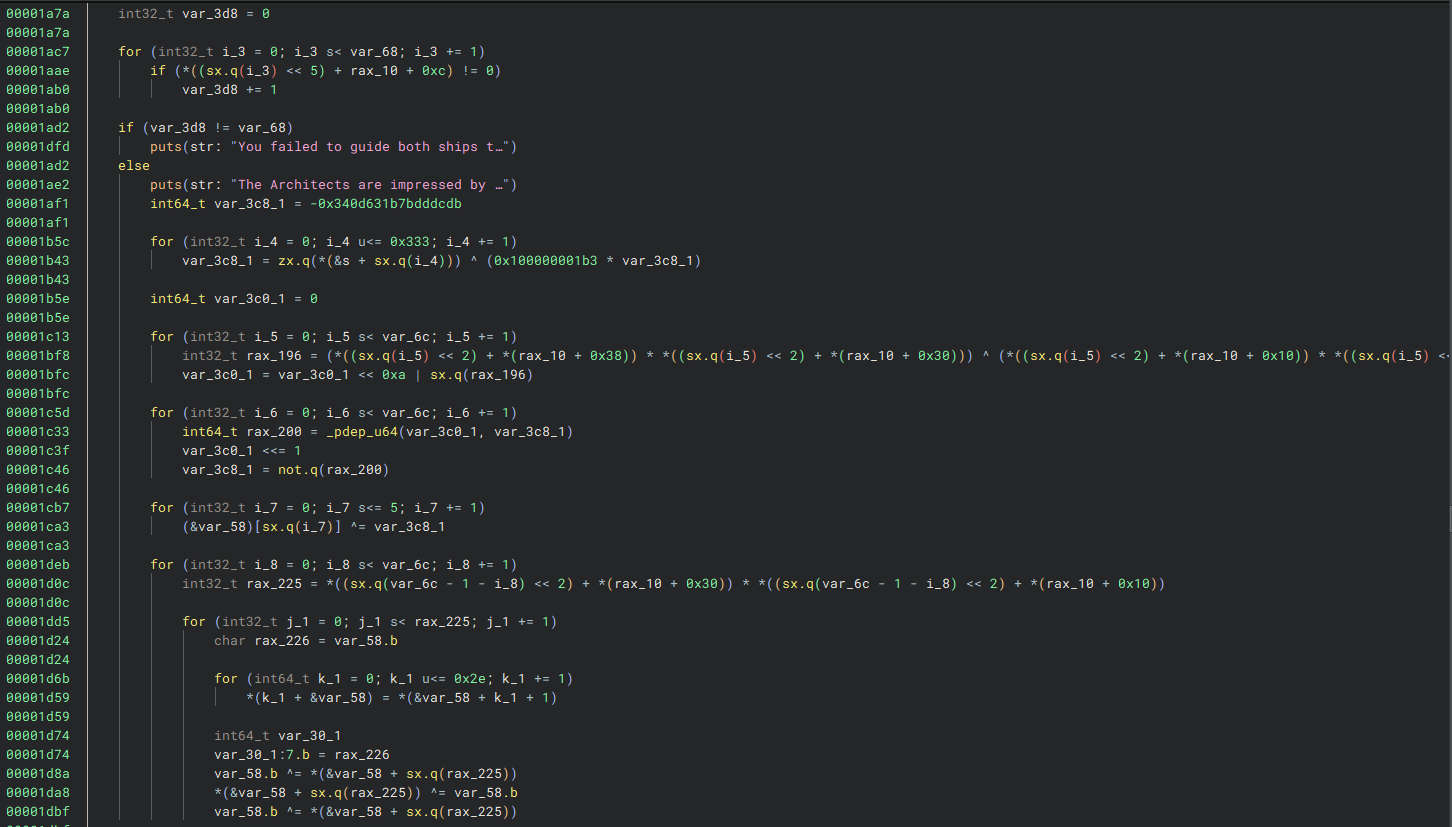 00001a7a int32_t var_3d8 = 0
00001a7a
00001ac7 for (int32_t i_3 = 0; i_3 s< var_68; i_3 += 1)
00001aae if (*((sx.q(i_3) << 5) + rax_10 + 0xc) != 0)
00001ab0 var_3d8 += 1
00001ab0
00001ad2 if (var_3d8 != var_68)
00001dfd puts(str: "You failed to guide both ships t…")
00001ad2 else
00001ae2 puts(str: "The Architects are impressed by …")
00001af1 int64_t var_3c8_1 = -0x340d631b7bdddcdb
00001af1
00001b5c for (int32_t i_4 = 0; i_4 u<= 0x333; i_4 += 1)
00001b43 var_3c8_1 = zx.q(*(&s + sx.q(i_4))) ^ (0x100000001b3 * var_3c8_1)
00001b43
00001b5e int64_t var_3c0_1 = 0
00001b5e
00001c13 for (int32_t i_5 = 0; i_5 s< var_6c; i_5 += 1)
00001bf8 int32_t rax_196 = (*((sx.q(i_5) << 2) + *(rax_10 + 0x38)) * *((sx.q(i_5) << 2) + *(rax_10 + 0x30))) ^ (*((sx.q(i_5) << 2) + *(rax_10 + 0x10)) * *((sx.q(i_5) <
00001bfc var_3c0_1 = var_3c0_1 << 0xa | sx.q(rax_196)
00001bfc
00001c5d for (int32_t i_6 = 0; i_6 s< var_6c; i_6 += 1)
00001c33 int64_t rax_200 = _pdep_u64(var_3c0_1, var_3c8_1)
00001c3f var_3c0_1 <<= 1
00001c46 var_3c8_1 = not.q(rax_200)
00001c46
00001cb7 for (int32_t i_7 = 0; i_7 s<= 5; i_7 += 1)
00001ca3 (&var_58)[sx.q(i_7)] ^= var_3c8_1
00001ca3
00001deb for (int32_t i_8 = 0; i_8 s< var_6c; i_8 += 1)
00001d0c int32_t rax_225 = *((sx.q(var_6c - 1 - i_8) << 2) + *(rax_10 + 0x30)) * *((sx.q(var_6c - 1 - i_8) << 2) + *(rax_10 + 0x10))
00001d0c
00001dd5 for (int32_t j_1 = 0; j_1 s< rax_225; j_1 += 1)
00001d24 char rax_226 = var_58.b
00001d24
00001d6b for (int64_t k_1 = 0; k_1 u<= 0x2e; k_1 += 1)
00001d59 *(k_1 + &var_58) = *(&var_58 + k_1 + 1)
00001d59
00001d74 int64_t var_30_1
00001d74 var_30_1:7.b = rax_226
00001d8a var_58.b ^= *(&var_58 + sx.q(rax_225))
00001da8 *(&var_58 + sx.q(rax_225)) ^= var_58.b
00001dbf var_58.b ^= *(&var_58 + sx.q(rax_225))